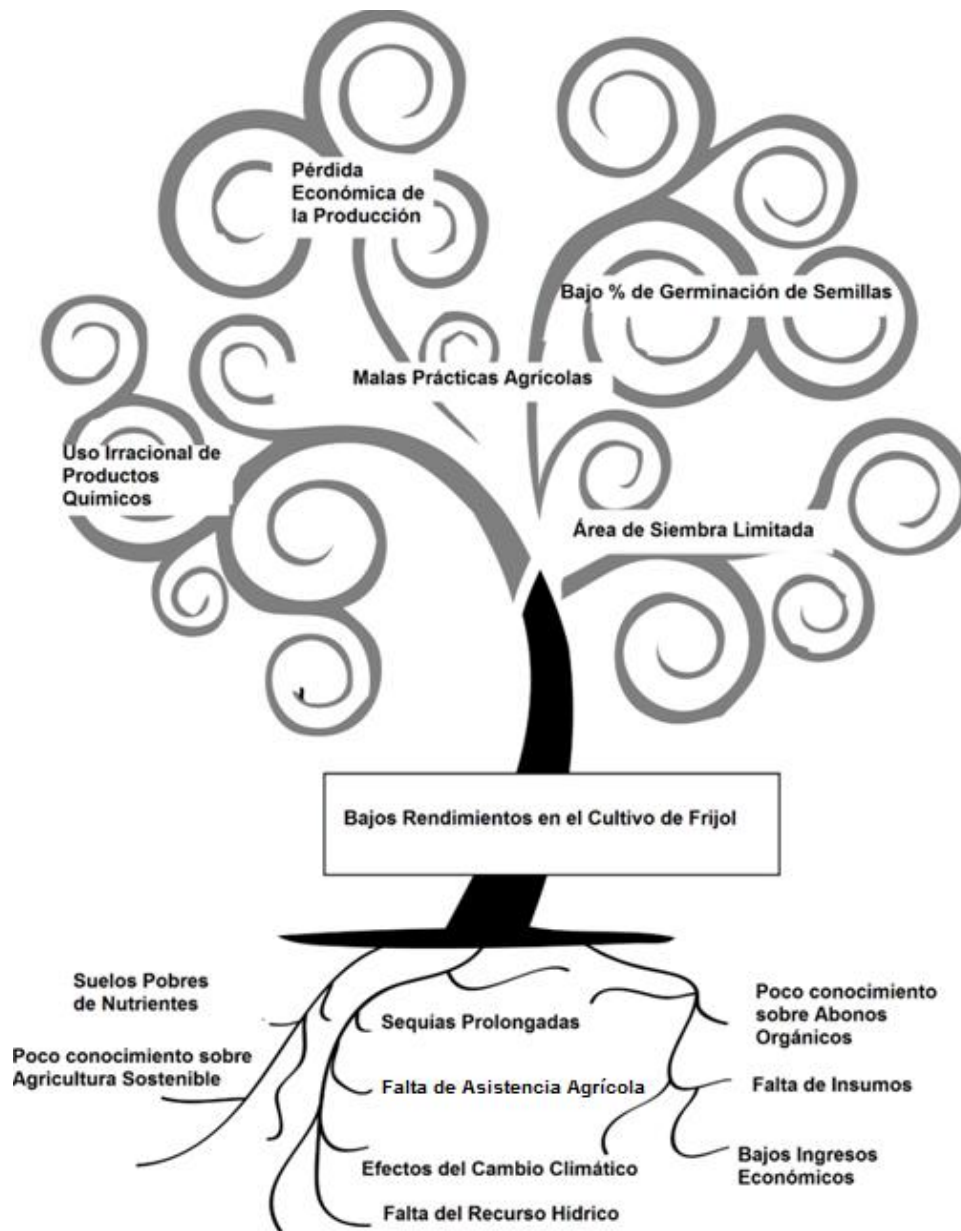 Pérdida
Económica de
la Producción
Bajo % de Germinación de Semillas
Malas Prácticas Agrícolas
Uso Irracional de
Productos
Químicos
Área de Siembra Limitada
Bajos Rendimientos en el Cultivo de Frijol
Suelos Pobres
de Nutrientes
Poco conocimiento sobre
Agricultura Sostenible
Sequías Prolongadas
Falta de Asistencia Agrícola
Efectos del Cambio Climático
Falta del Recurso Hídrico
Poco conocimiento
sobre Abonos
Orgánicos
Falta de Insumos
Bajos Ingresos
Económicos